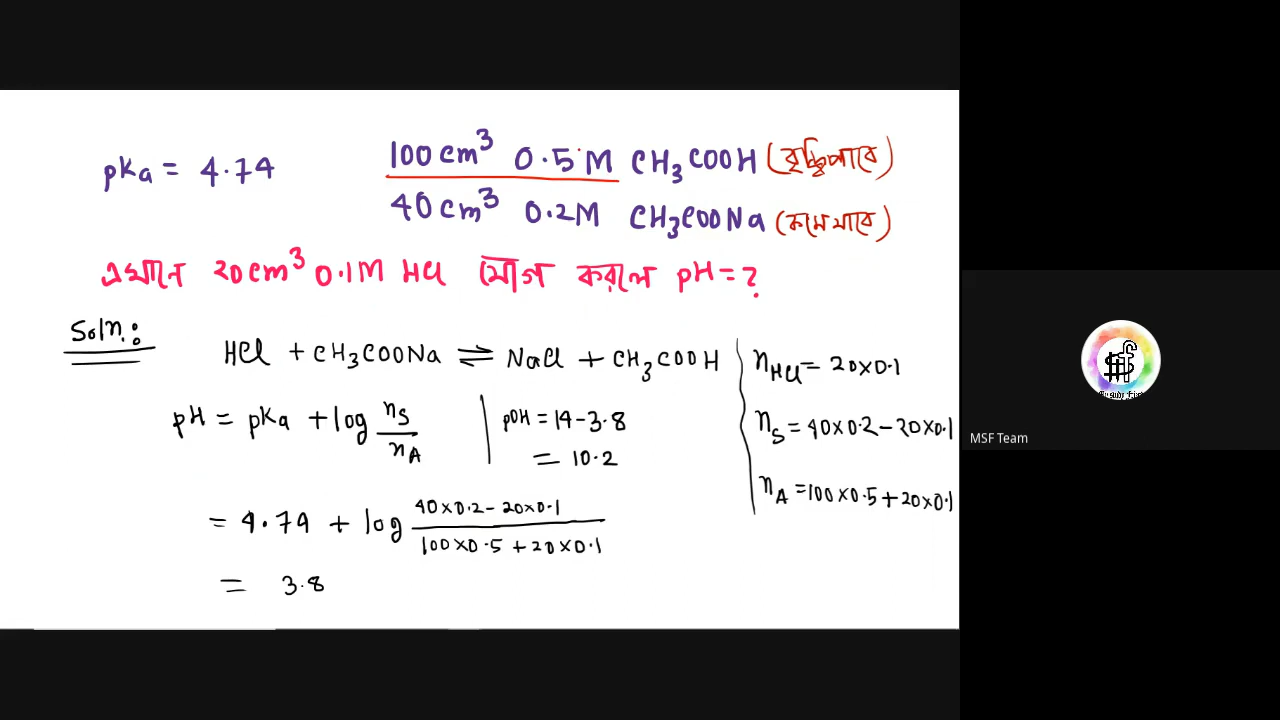 pKa = 4.74
100 cm³ 0.5 M CH₃COOH (বৃদ্ধি পাবে)
40 cm³ 0.2M CH₃COONa (কমে যাবে)
এখানে 20 cm³ 0.1M HCl যোগ করলে pH = ?
Soln:
HCl + CH₃COONa ⇌ NaCl + CH₃COOH
nHCl = 20×0.1
pH = pKa + log nS/nA
pOH = 14 - 3.8
= 10.2
nS = 40×0.2 - 20×0.1
nA = 100×0.5 + 20×0.1
= 4.74 + log (40×0.2 - 20×0.1)/(100×0.5 + 20×0.1)
= 3.8
MSF Team